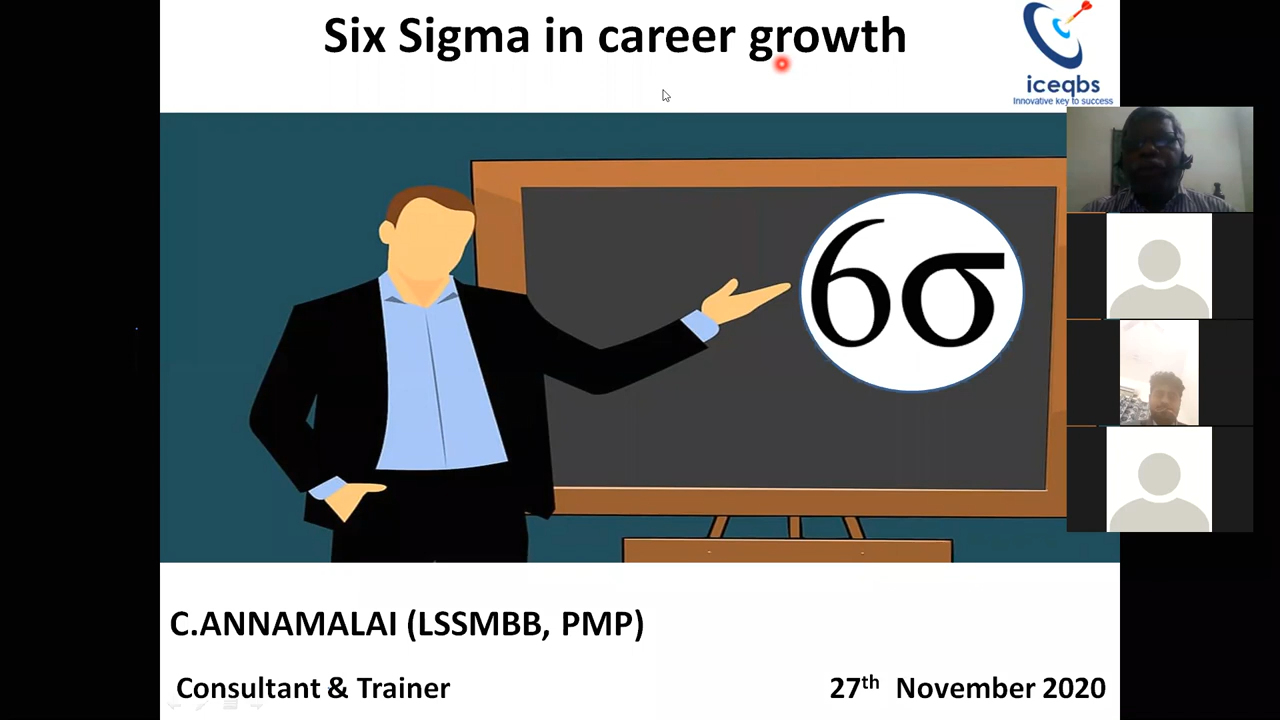 Six Sigma in career growth
iceqbs
Innovative key to success
6σ
C.ANNAMALAI (LSSMBB, PMP)
Consultant & Trainer
27th November 2020